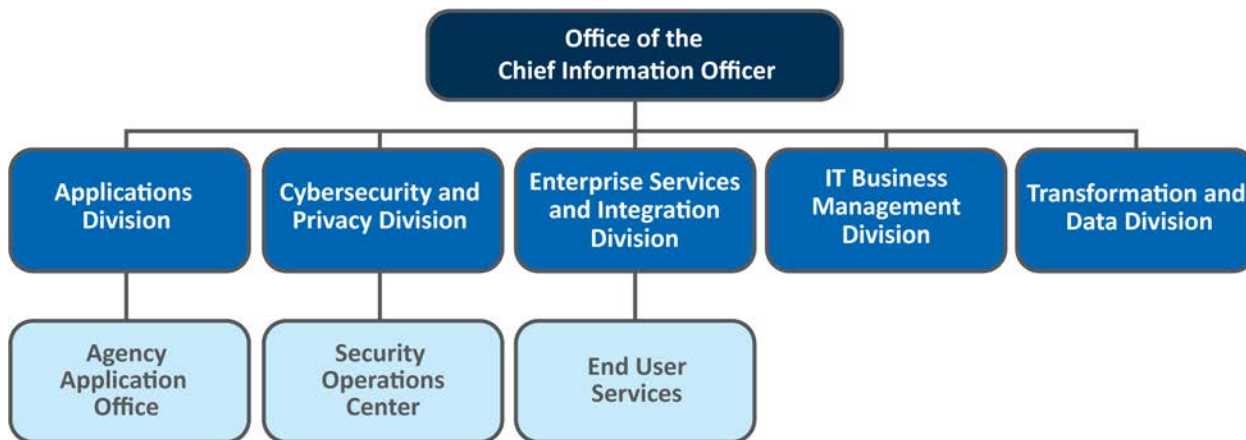 Office of the
Chief Information Officer
Applications
Division
Cybersecurity and
Privacy Division
Enterprise Services
and Integration
Division
IT Business
Management
Division
Transformation and
Data Division
Agency
Application
Office
Security
Operations
Center
End User
Services